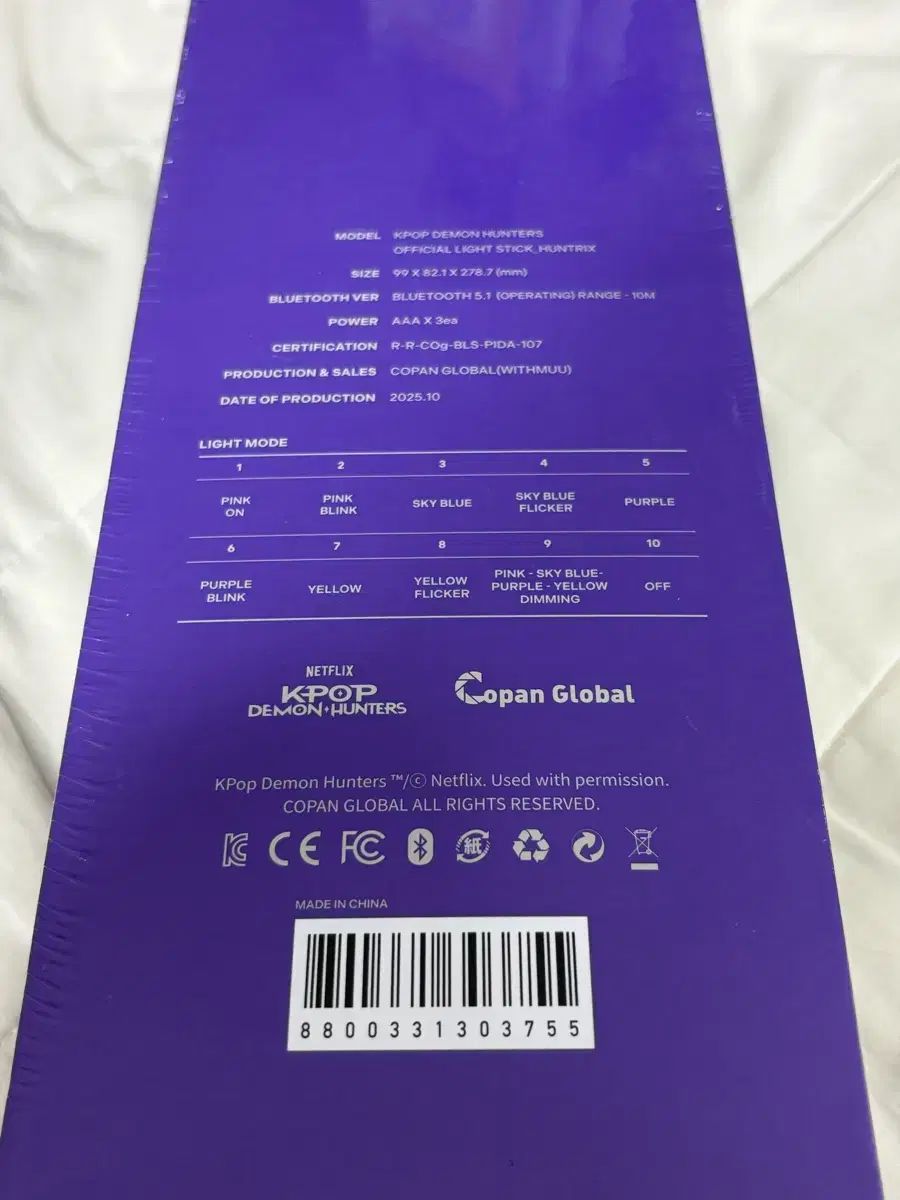 MODEL KPOP DEMON HUNTERS
OFFICIAL LIGHT STICK_HUNTRIX
SIZE 99 X 82.1 X 278.7 (mm)
BLUETOOTH VER BLUETOOTH 5.1 (OPERATING) RANGE - 10M
POWER AAA X 3ea
CERTIFICATION R-R-COg-BLS-PIDA-107
PRODUCTION & SALES COPAN GLOBAL(WITHMUU)
DATE OF PRODUCTION 2025.10
LIGHT MODE
1 2 3 4 5
PINK ON
PINK BLINK
SKY BLUE
SKY BLUE FLICKER
PURPLE
6 7 8 9 10
PURPLE BLINK
YELLOW
YELLOW FLICKER
PINK - SKY BLUE-
PURPLE - YELLOW
DIMMING
OFF
NETFLIX
KPOP
DEMON HUNTERS
Copan Global
KPop Demon Hunters ™/© Netflix. Used with permission.
COPAN GLOBAL ALL RIGHTS RESERVED.
KC CE FC 紙
MADE IN CHINA
8800331303755